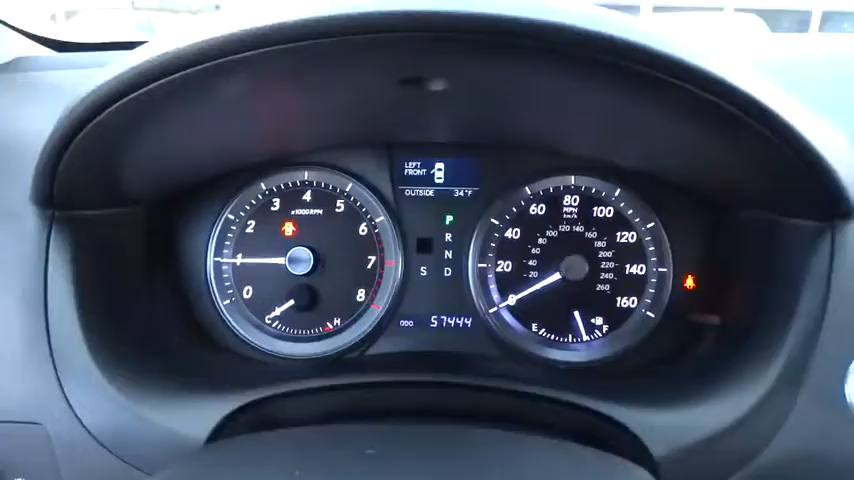 LEFT
FRONT
OUTSIDE 34°F
P
R
N
S D
ODO 57444
x1000RPM
0 1 2 3 4 5 6 7 8
C H
MPH
km/h
0 20 40 60 80 100 120 140 160
20 40 60 80 100 120 140 160 180 200 220 240 260
E F